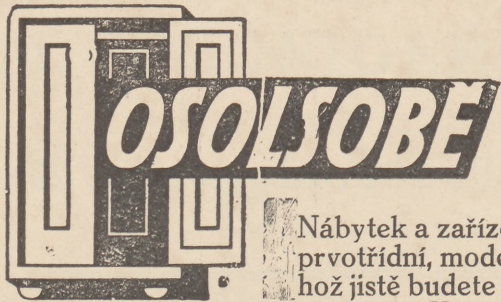 OSOLSOBĚ
Nábytek a zaříze
prvotřídní, mode
hož jistě budete